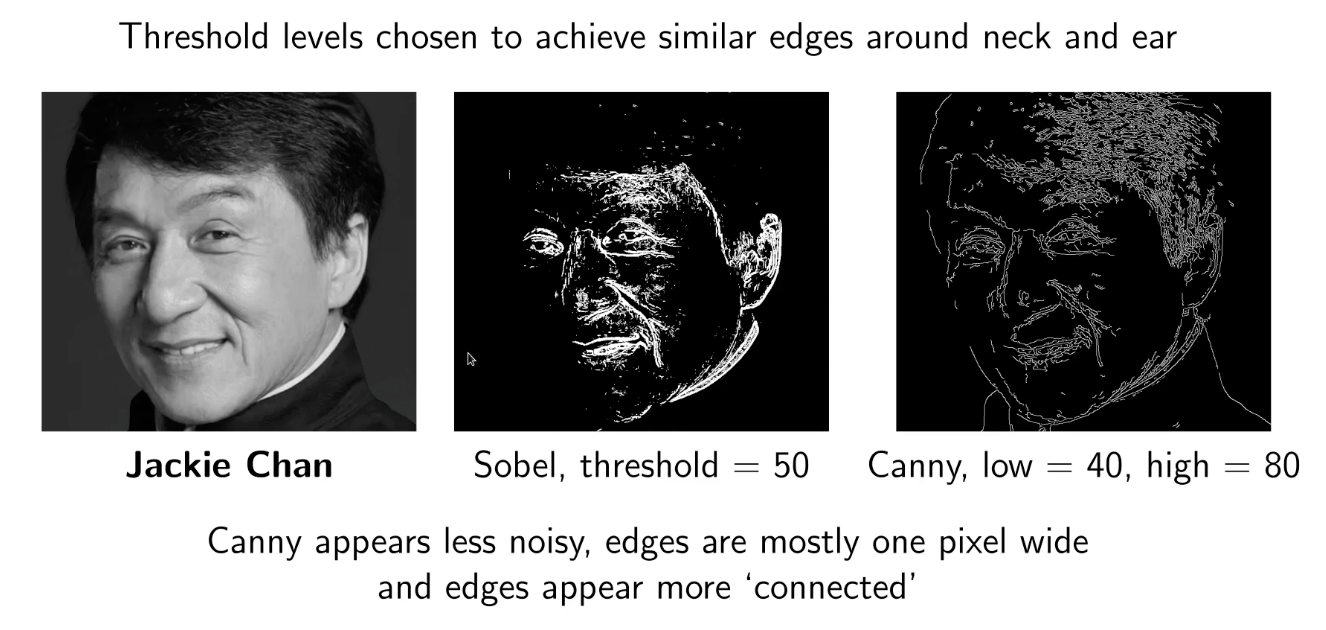 Threshold levels chosen to achieve similar edges around neck and ear
Jackie Chan
Sobel, threshold = 50
Canny, low = 40, high = 80
Canny appears less noisy, edges are mostly one pixel wide
and edges appear more ‘connected’